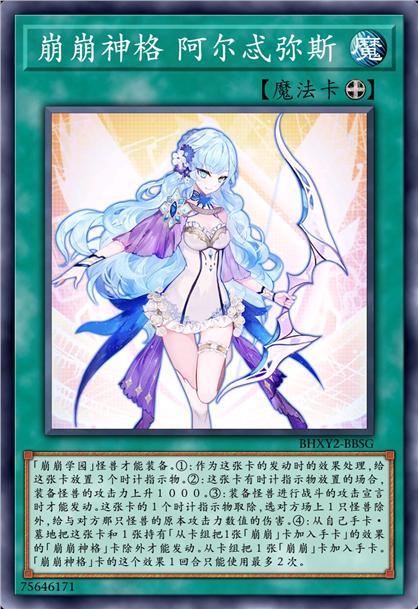 崩崩神格 阿尔忒弥斯
魔
【魔法卡】
BHXY2-BBSG
「崩崩学园」怪兽才能装备。①：作为这张卡的发动时的效果处理，给
这张卡放置3个时计指示物。②：这张卡有时计指示物放置的场合，
装备怪兽的攻击力上升1000。③：装备怪兽进行战斗的攻击宣言
时才能发动。这张卡的1个时计指示物取除，选对方场上1只怪兽除
外，给与对方那只怪兽的原本攻击力数值的伤害。④：从自己手卡·
墓地把这张卡和1张持有「从卡组把1张「崩崩」卡加入手卡」的效果
的「崩崩神格」卡除外才能发动。从卡组把1张「崩崩」卡加入手卡。
「崩崩神格」卡的这个效果1回合只能使用最多2次。
75646171